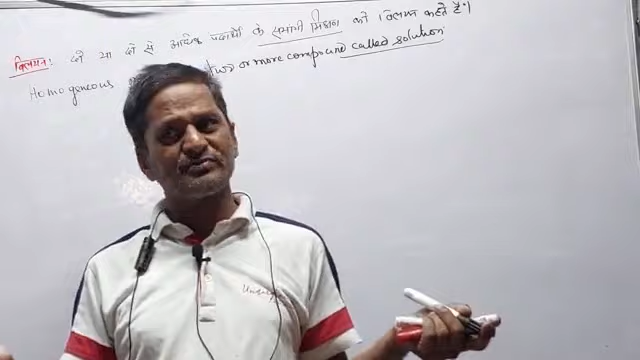 विलयन: दो या दो से अधिक पदार्थों के समांगी मिश्रण को विलयन कहते हैं।
Homogeneous two or more compound called solution